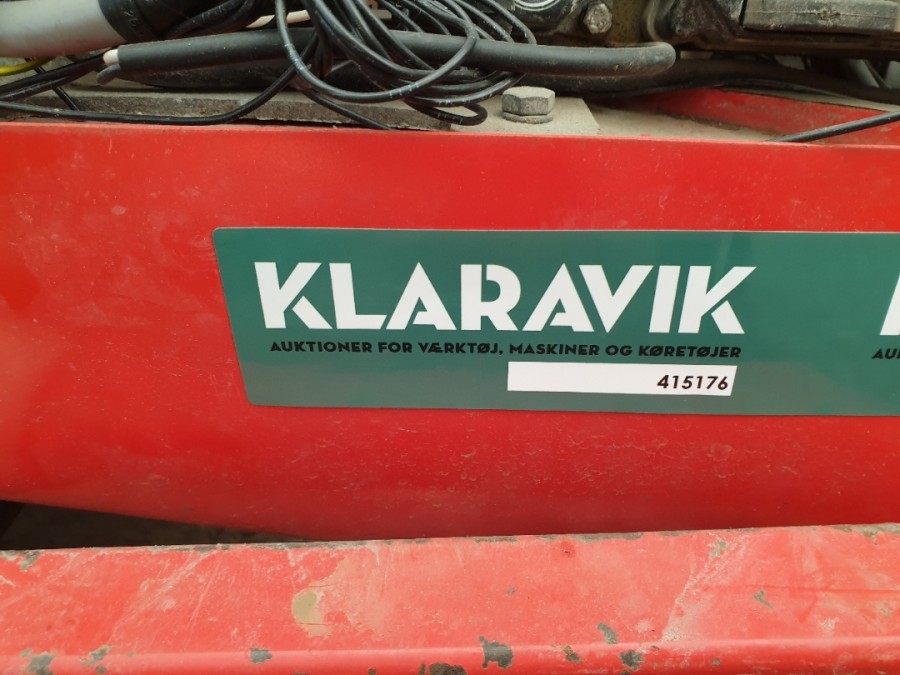 KLARAVIK
AUKTIONER FOR VÆRKTØJ, MASKINER OG KØRETØJER
415176